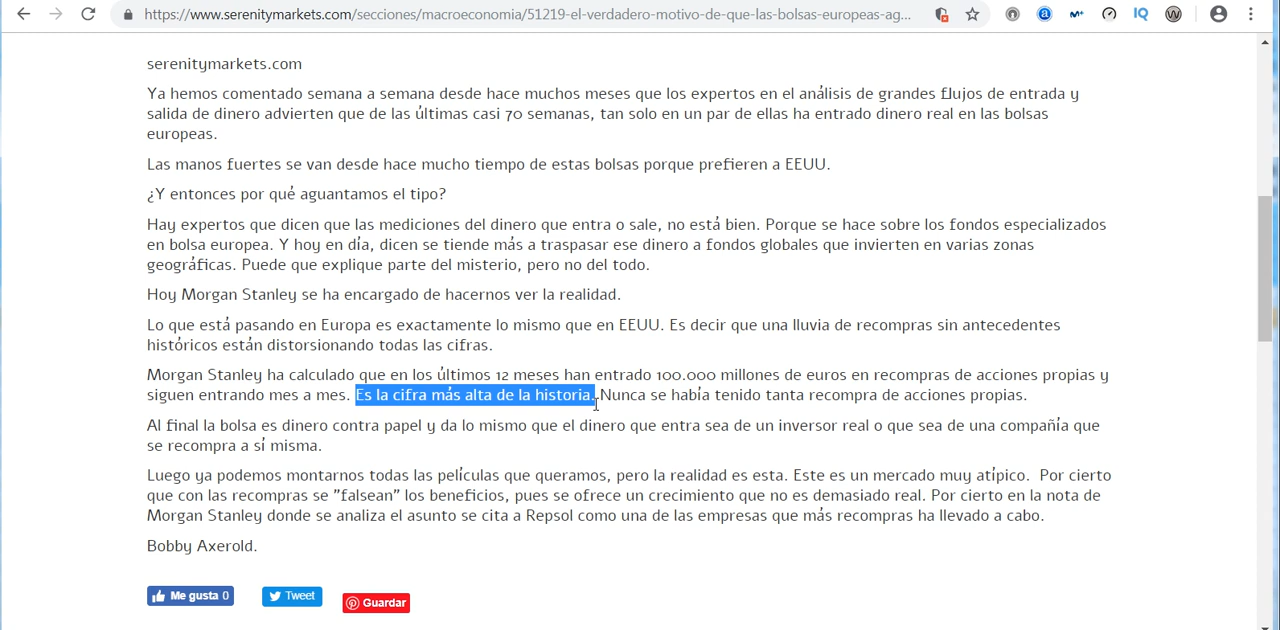 https://www.serenitymarkets.com/secciones/macroeconomia/51219-el-verdadero-motivo-de-que-las-bolsas-europeas-ag...
serenitymarkets.com
Ya hemos comentado semana a semana desde hace muchos meses que los expertos en el análisis de grandes flujos de entrada y
salida de dinero advierten que de las últimas casi 70 semanas, tan solo en un par de ellas ha entrado dinero real en las bolsas
europeas.
Las manos fuertes se van desde hace mucho tiempo de estas bolsas porque prefieren a EEUU.
¿Y entonces por qué aguantamos el tipo?
Hay expertos que dicen que las mediciones del dinero que entra o sale, no está bien. Porque se hace sobre los fondos especializados
en bolsa europea. Y hoy en día, dicen se tiende más a traspasar ese dinero a fondos globales que invierten en varias zonas
geográficas. Puede que explique parte del misterio, pero no del todo.
Hoy Morgan Stanley se ha encargado de hacernos ver la realidad.
Lo que está pasando en Europa es exactamente lo mismo que en EEUU. Es decir que una lluvia de recompras sin antecedentes
históricos están distorsionando todas las cifras.
Morgan Stanley ha calculado que en los últimos 12 meses han entrado 100.000 millones de euros en recompras de acciones propias y
siguen entrando mes a mes. Es la cifra más alta de la historia. Nunca se había tenido tanta recompra de acciones propias.
Al final la bolsa es dinero contra papel y da lo mismo que el dinero que entra sea de un inversor real o que sea de una compañía que
se recompra a sí misma.
Luego ya podemos montarnos todas las películas que queramos, pero la realidad es esta. Este es un mercado muy atípico. Por cierto
que con las recompras se "falsean" los beneficios, pues se ofrece un crecimiento que no es demasiado real. Por cierto en la nota de
Morgan Stanley donde se analiza el asunto se cita a Repsol como una de las empresas que más recompras ha llevado a cabo.
Bobby Axerold.
Me gusta 0 Tweet Guardar